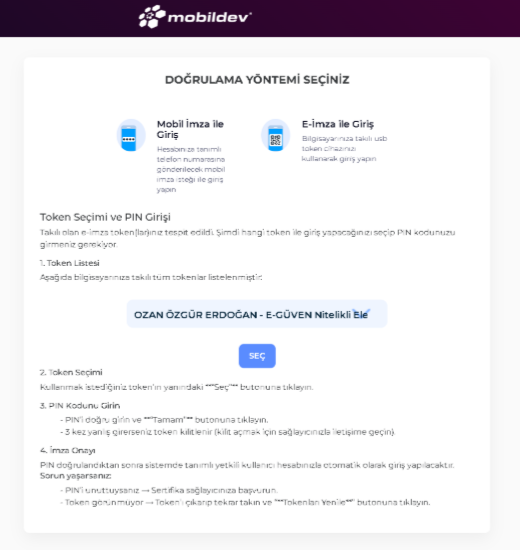 mobildev
DOĞRULAMA YÖNTEMİ SEÇİNİZ
Mobil İmza ile
Giriş
Hesabınıza tanımlı
telefon numarasına
gönderilecek mobil
imza isteği ile giriş
yapın
E-İmza ile Giriş
Bilgisayarınıza takılı usb
token cihazınızı
kullanarak giriş yapın
Token Seçimi ve PIN Girişi
Takılı olan e-imza token(lar)ınız tespit edildi. Şimdi hangi token ile giriş yapacağınızı seçip PIN kodunuzu
girmeniz gerekiyor.
1. Token Listesi
Aşağıda bilgisayarınıza takılı tüm tokenlar listelenmiştir:
OZAN ÖZGÜR ERDOĞAN - E-GÜVEN Nitelikli Ele
SEÇ
2. Token Seçimi
Kullanmak istediğiniz token'ın yanındaki **"Seç"** butonuna tıklayın.
3. PIN Kodunu Girin
- PIN'i doğru girin ve **"Tamam"** butonuna tıklayın.
- 3 kez yanlış girerseniz token kilitlenir (kilit açmak için sağlayıcınızla iletişime geçin).
4. İmza Onayı
PIN doğrulandıktan sonra sistemde tanımlı yetkili kullanıcı hesabınızla otomatik olarak giriş yapılacaktır.
Sorun yaşarsanız:
- PIN'i unuttuysanız → Sertifika sağlayıcınıza başvurun.
- Token görünmüyor → Token'ı çıkarıp tekrar takın ve "**Tokenları Yenile**" butonuna tıklayın.